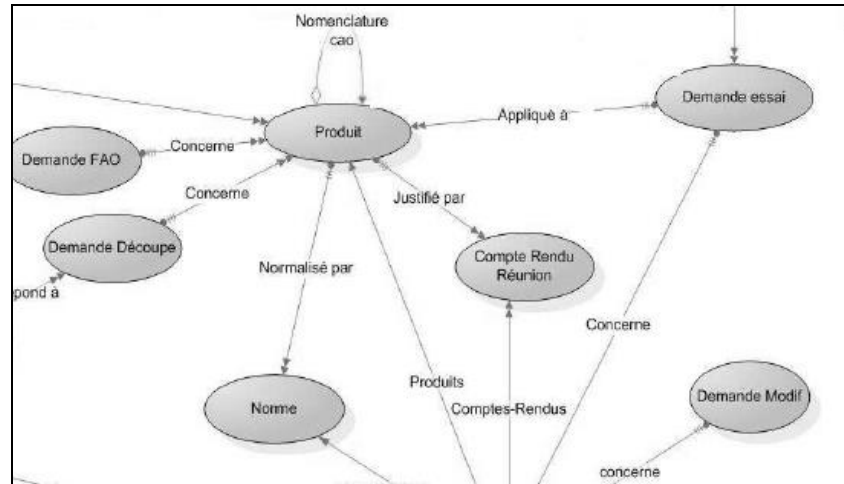 Nomenclature
cao
Demande essai
Appliqué à
Produit
Concerne
Demande FAO
Concerne
Justifié par
Demande Découpe
Compte Rendu
Réunion
Normalisé par
pond à
Concerne
Produits
Demande Modif
Norme
Comptes-Rendus
concerne